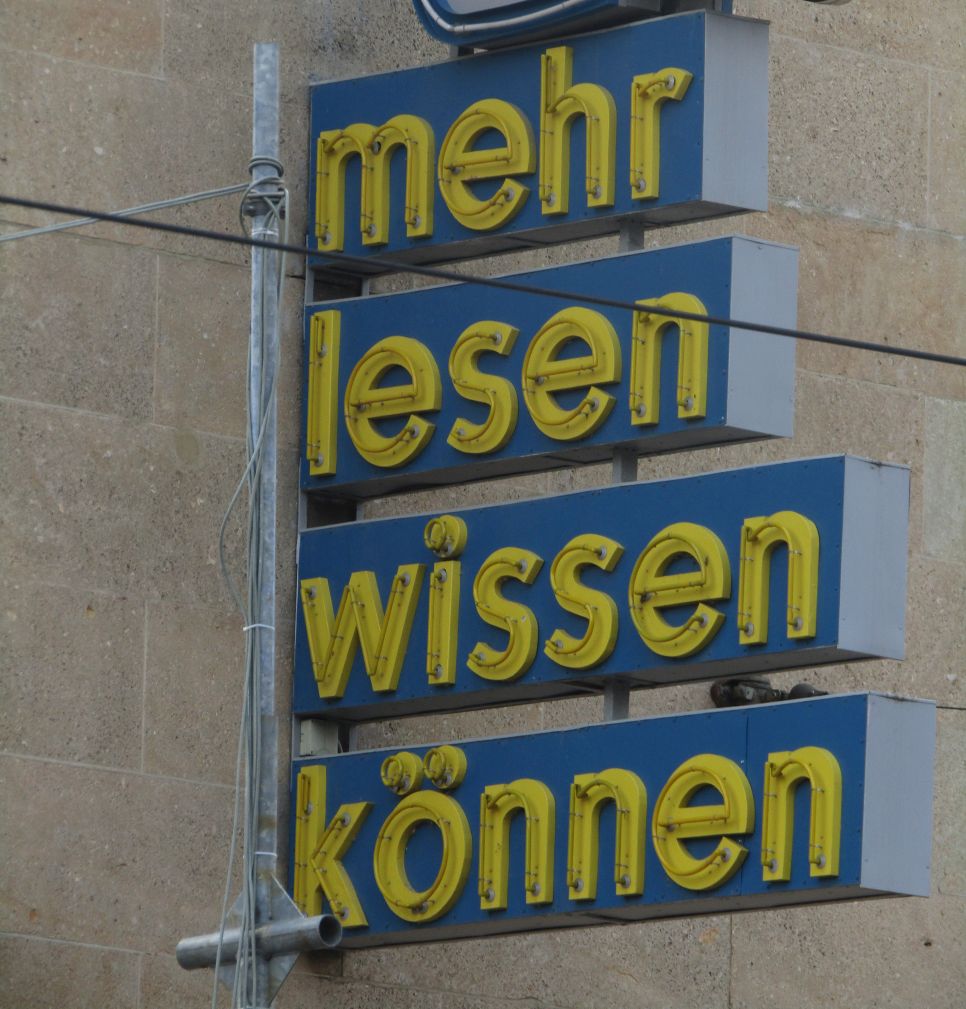 mehr
lesen
wissen
können